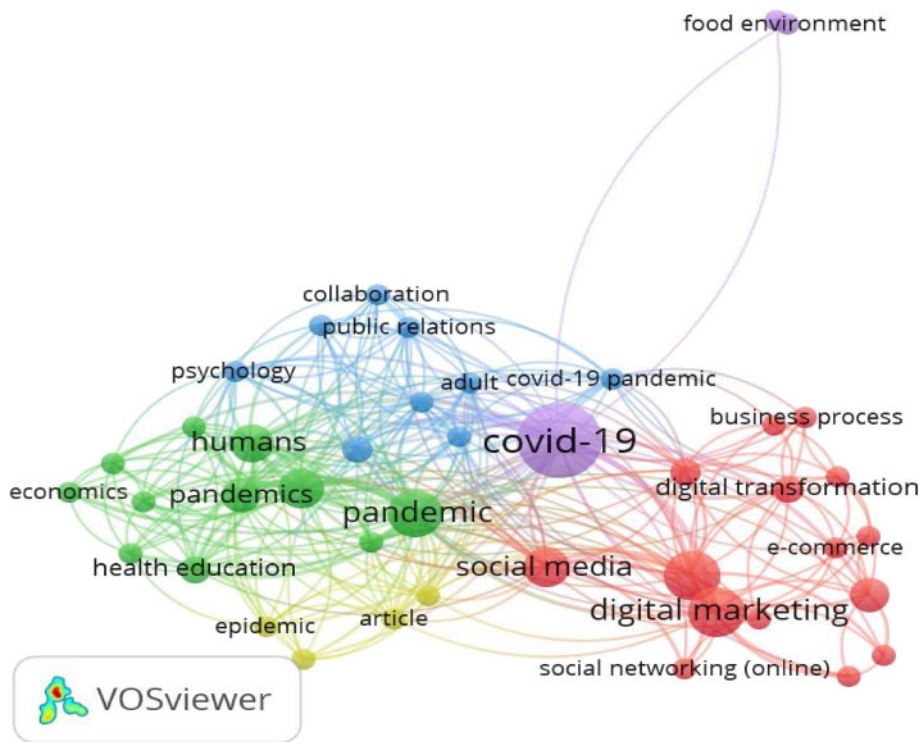 food environment
collaboration
public relations
psychology
adult
covid-19 pandemic
business process
humans
covid-19
economics
pandemics
digital transformation
pandemic
e-commerce
health education
social media
epidemic
article
digital marketing
social networking (online)
VOSviewer